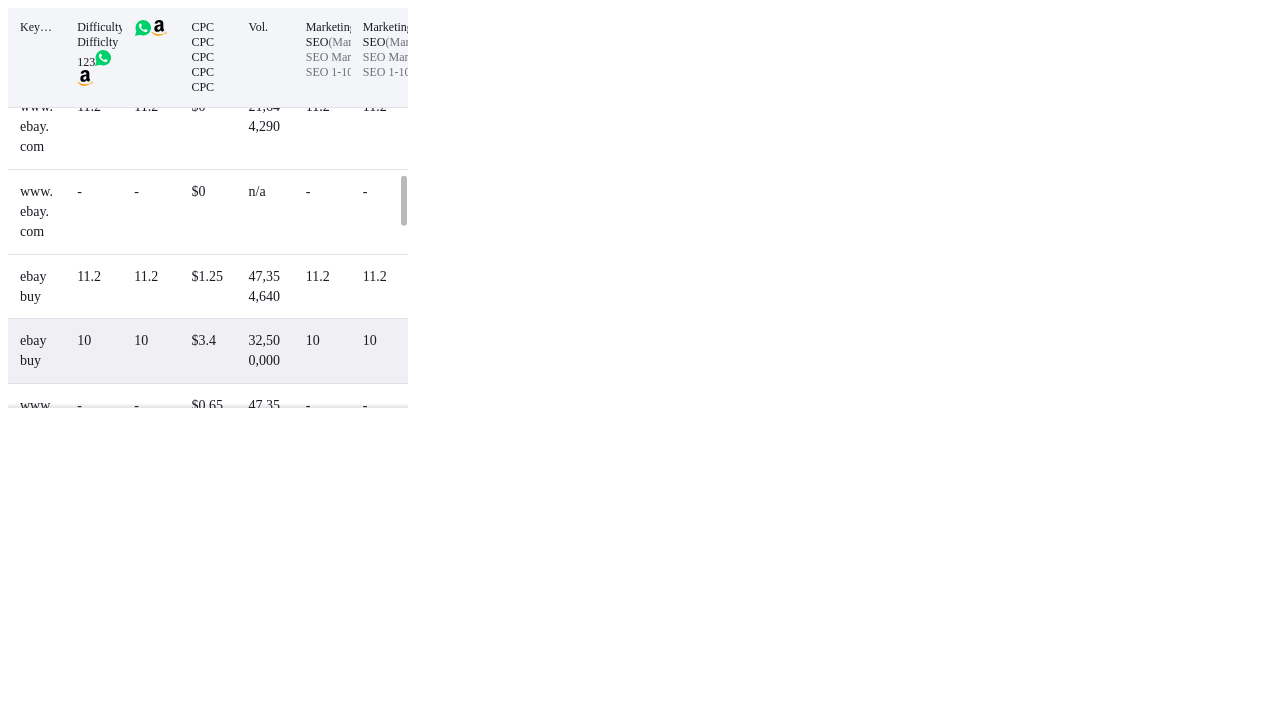 Key… Difficulty CPC Vol. Marketing Marketing
Difficlty CPC SEO(Mar SEO(Mar
123 CPC SEO Mar SEO Mar
CPC SEO 1-10 SEO 1-10
CPC
www. 11.2 11.2 $0 21,64 11.2 11.2
ebay. 4,290
com
www. - - $0 n/a - -
ebay.
com
ebay 11.2 11.2 $1.25 47,35 11.2 11.2
buy 4,640
ebay 10 10 $3.4 32,50 10 10
buy 0,000
www. - - $0.65 47,35 - -